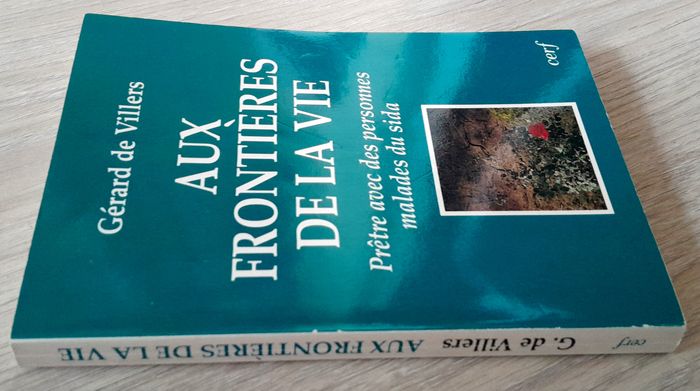 Gérard de Villers
AUX
FRONTIÈRES
DE LA VIE
Prêtre avec des personnes
malades du sida
cerf
G. de Villers AUX FRONTIÈRES DE LA VIE
cerf